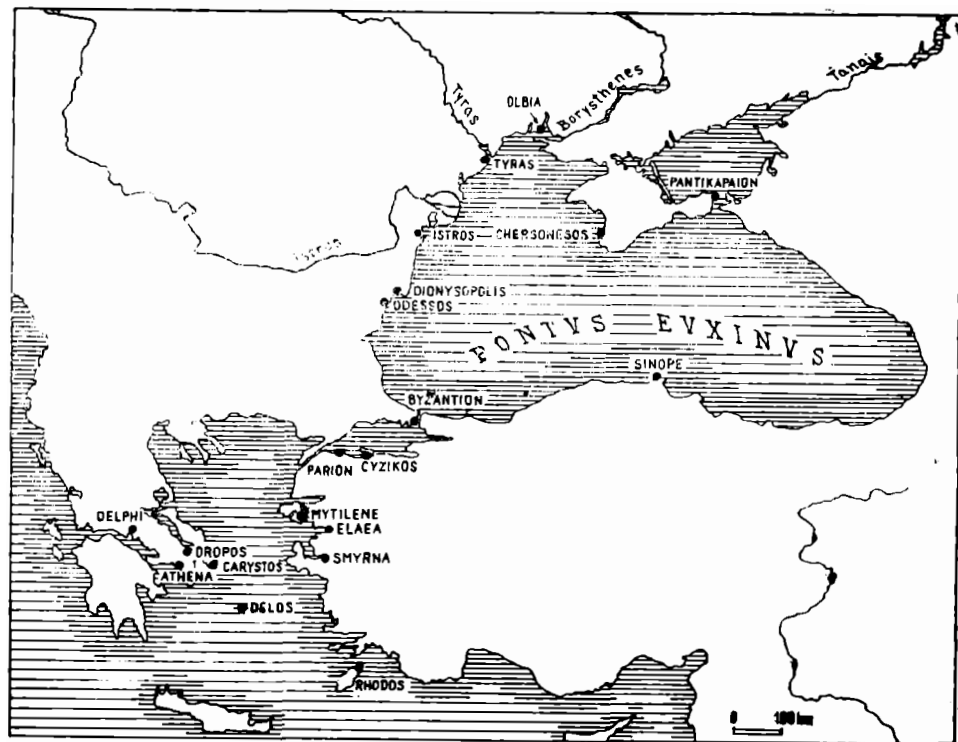 Tanais
OLBIA
Borysthenes
Tyras
TYRAS
PANTIKAPAION
ISTROS
CHERSONESOS
DIONYSOPOLIS
ODESSOS
PONTVS EVXINVS
SINOPE
BYZANTION
PARION
CYZIKOS
MYTILENE
DELPHI
ELAEA
OROPOS
SMYRNA
ATHENA
CARYSTOS
DELOS
RHODOS
0 100 km